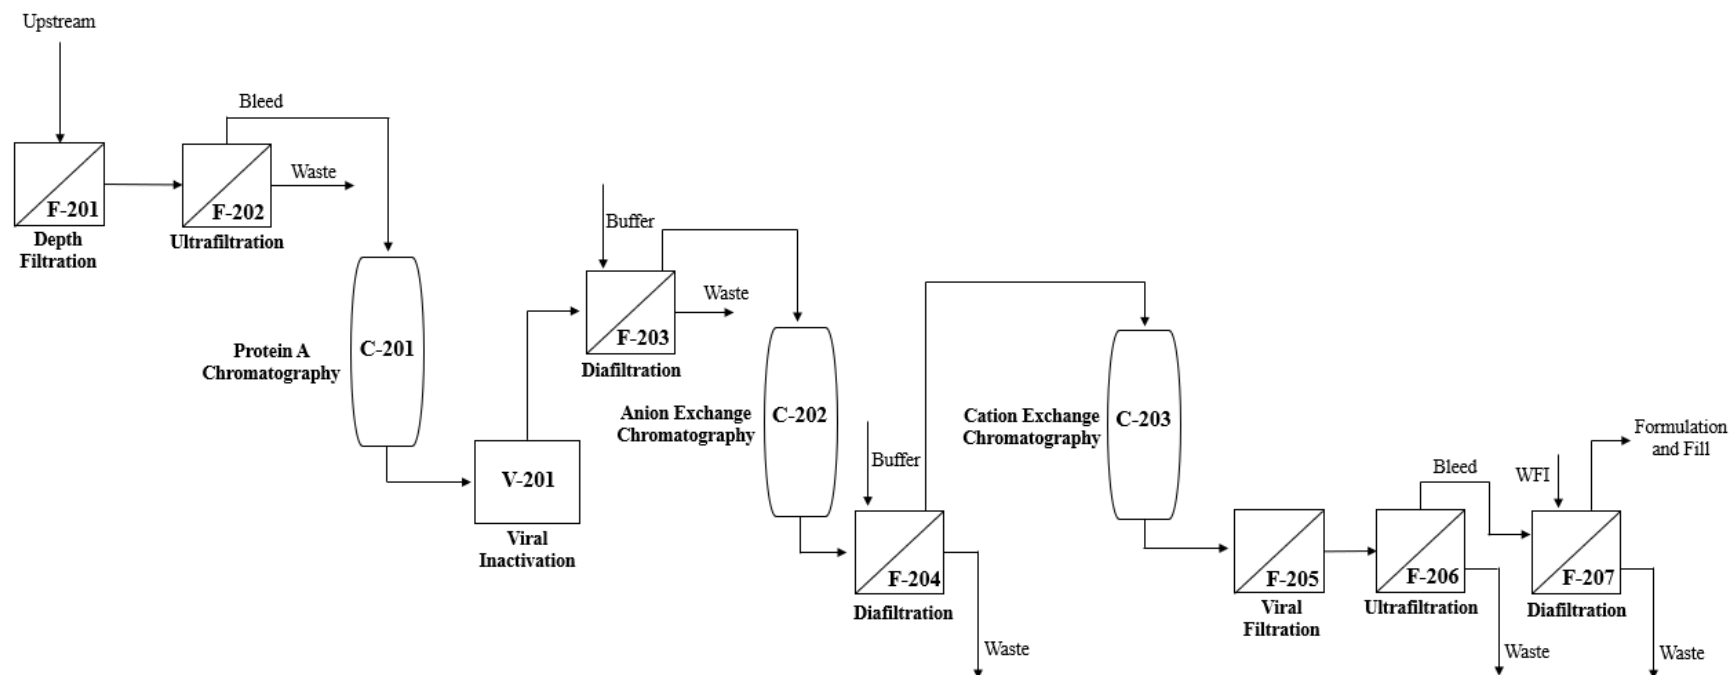 Upstream
Bleed
Waste
F-201
F-202
Depth
Filtration
Ultrafiltration
Protein A
Chromatography
C-201
V-201
Viral
Inactivation
Buffer
Waste
F-203
Diafiltration
Anion Exchange
Chromatography
C-202
Buffer
F-204
Diafiltration
Waste
Cation Exchange
Chromatography
C-203
F-205
Viral
Filtration
Bleed
F-206
Ultrafiltration
Waste
WFI
Formulation
and Fill
F-207
Diafiltration
Waste